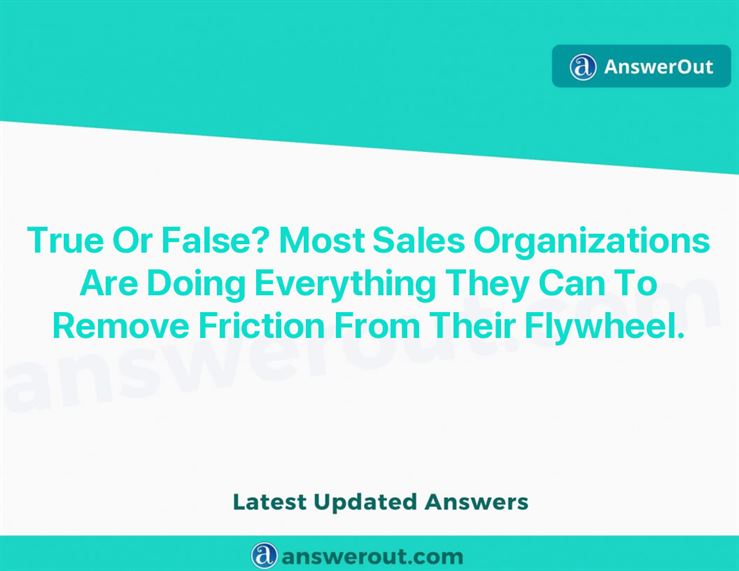 a AnswerOut
True Or False? Most Sales Organizations
Are Doing Everything They Can To
Remove Friction From Their Flywheel.
answerout.com
Latest Updated Answers
a answerout.com